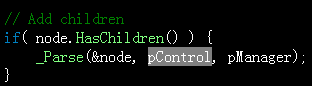 // Add children
if( node.HasChildren() ) {
    _Parse(&node, pControl, pManager);
}